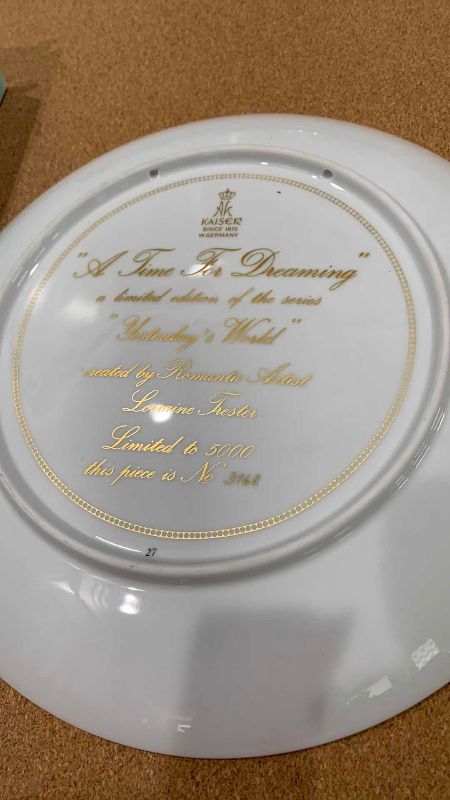 AK
KAISER
SINCE 1872
W.GERMANY
"A Time For Dreaming"
a limited edition of the series
"Yesterday's World"
created by Romantic Artist
Lorraine Trester
Limited to 5000
this piece is No 3168
27